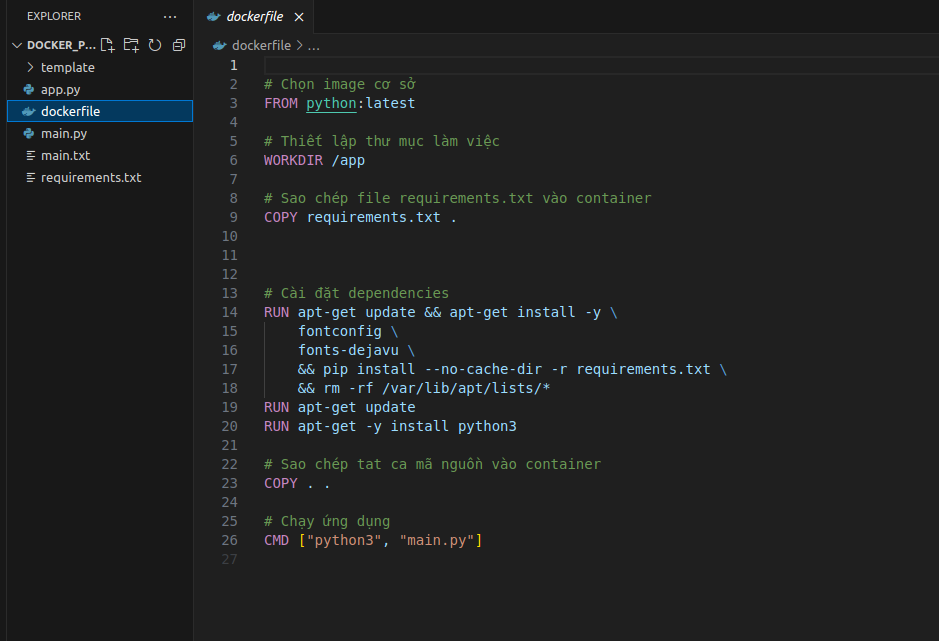 EXPLORER ...
DOCKER_P...
template
app.py
dockerfile
main.py
main.txt
requirements.txt
dockerfile
dockerfile > ...
1
2 # Chọn image cơ sở
3 FROM python:latest
4
5 # Thiết lập thư mục làm việc
6 WORKDIR /app
7
8 # Sao chép file requirements.txt vào container
9 COPY requirements.txt .
10
11
12
13 # Cài đặt dependencies
14 RUN apt-get update && apt-get install -y \
15 fontconfig \
16 fonts-dejavu \
17 && pip install --no-cache-dir -r requirements.txt \
18 && rm -rf /var/lib/apt/lists/*
19 RUN apt-get update
20 RUN apt-get -y install python3
21
22 # Sao chép tat ca mã nguồn vào container
23 COPY . .
24
25 # Chạy ứng dụng
26 CMD ["python3", "main.py"]
27